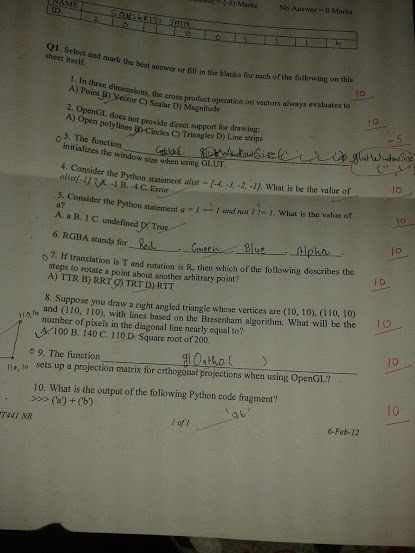 (-5) Marks
No Answer = 0 Marks
NAME
SANSKRITI JAIN
ID
2 0 1 0 0 1 1 1 4
Q1. Select and mark the best answer or fill in the blanks for each of the following on this
sheet itself.
1. In three dimensions, the cross product operation on vectors always evaluates to
A) Point B) Vector C) Scalar D) Magnitude
10
2. OpenGL does not provide direct support for drawing:
A) Open polylines B) Circles C) Triangles D) Line strips
10
3. The function glutWindowSize( , , , ) glutWindowSize
initializes the window size when using GLUT.
(" , ")
-5
4. Consider the Python statement alist = [-4, -3, -2, -1]. What is the value of
alist[-1]? A. -1 B. -4 C. Error
10
5. Consider the Python statement a = 1 == 1 and not 1 != 1. What is the value of
a?
A. a B. 1 C. undefined D. True
10
6. RGBA stands for Red, Green, Blue, Alpha
10
7. If translation is T and rotation is R, then which of the following describes the
steps to rotate a point about another arbitrary point?
A) TTR B) RRT C) TRT D) RTT
10
8. Suppose you draw a right angled triangle whose vertices are (10, 10), (110, 10)
and (110, 110), with lines based on the Bresenham algorithm. What will be the
number of pixels in the diagonal line nearly equal to?
A. 100 B. 140 C. 110 D. Square root of 200.
10
110, 110
110, 10
9. The function glOrtho( )
sets up a projection matrix for orthogonal projections when using OpenGL?
10
10. What is the output of the following Python code fragment?
>>> ('a') + ('b')
'ab'
10
IT441 NR
1 of 1
6-Feb-12